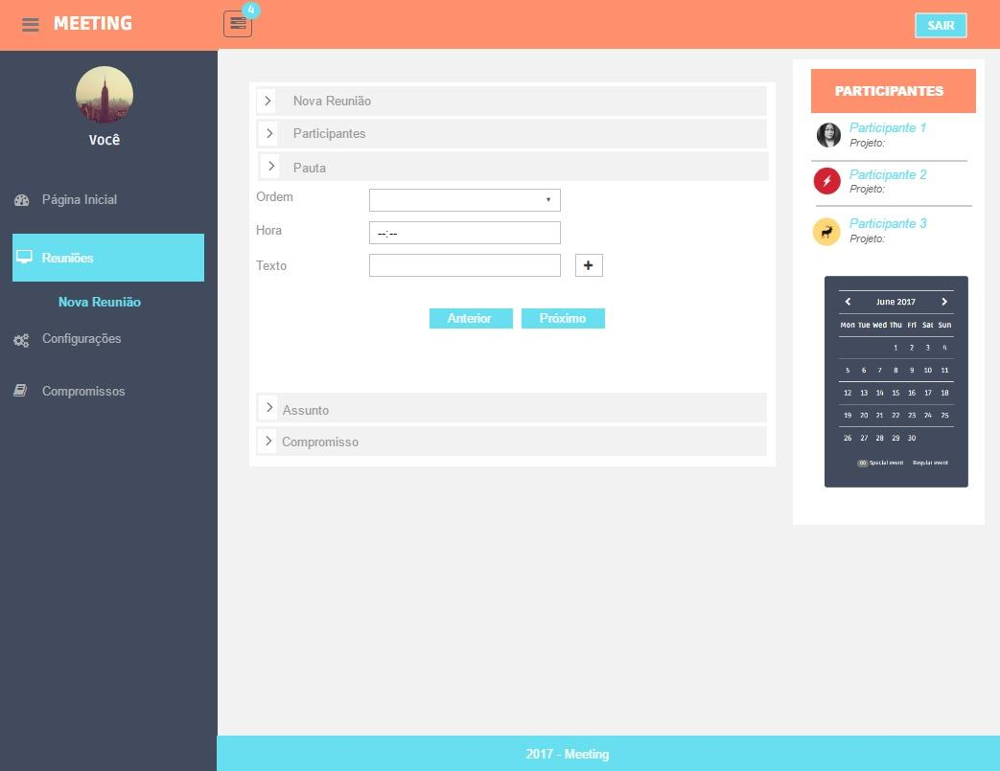 MEETING
4
SAIR
Você
Página Inicial
Reuniões
Nova Reunião
Configurações
Compromissos
Nova Reunião
Participantes
Pauta
Ordem
Hora
--:--
Texto
Anterior
Próximo
Assunto
Compromisso
PARTICIPANTES
Participante 1
Projeto:
Participante 2
Projeto:
Participante 3
Projeto:
June 2017
Mon Tue Wed Thu Fri Sat Sun
1 2 3 4
5 6 7 8 9 10 11
12 13 14 15 16 17 18
19 20 21 22 23 24 25
26 27 28 29 30
00 Special event Regular event
2017 - Meeting